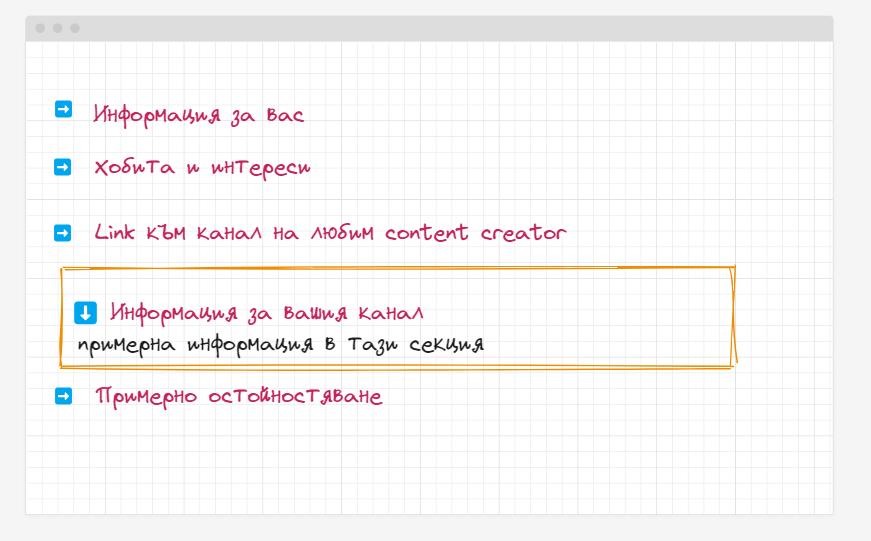 Информация за вас
Хобита и интереси
Link към канал на любим content creator
Информация за вашия канал
примерна информация в тази секция
Примерно остойностяване